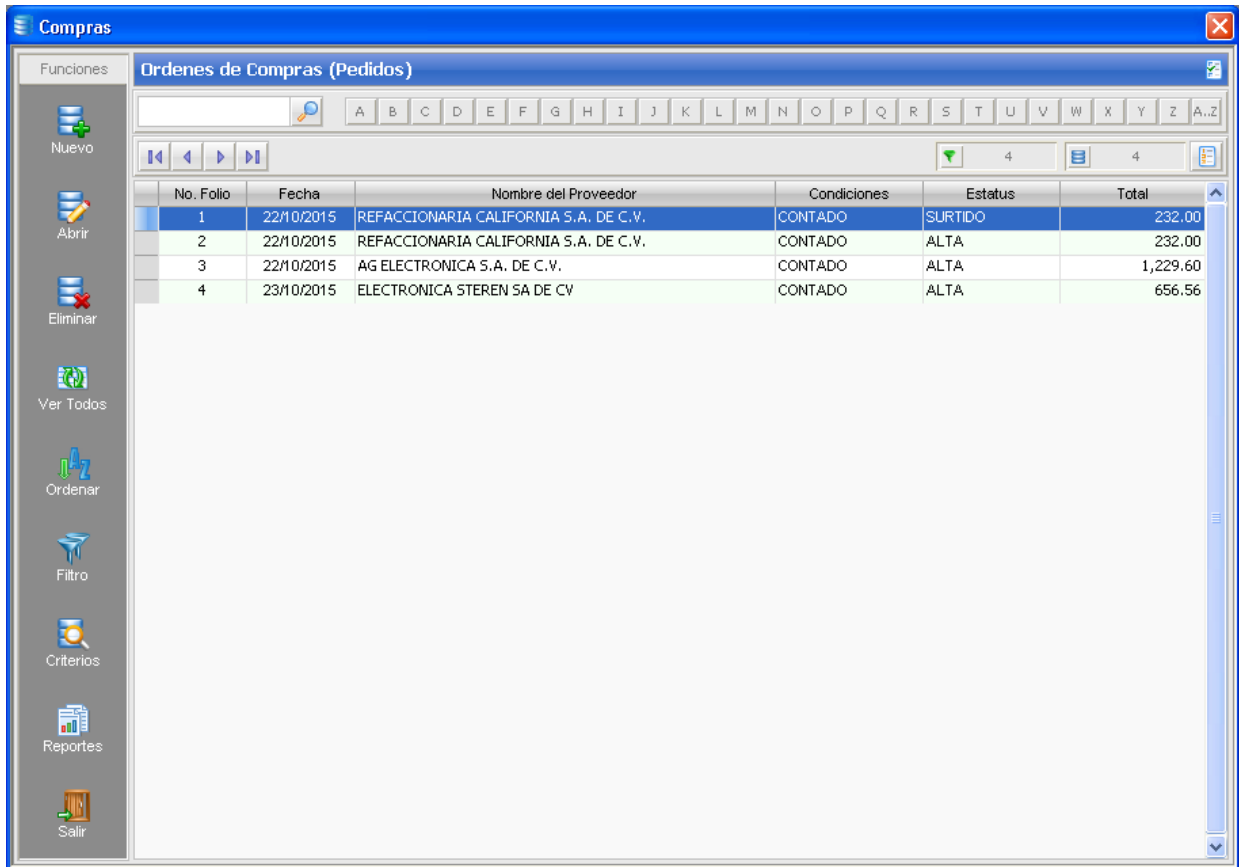 Compras
Funciones
Ordenes de Compras (Pedidos)
A B C D E F G H I J K L M N O P Q R S T U V W X Y Z A..Z
Nuevo
4 4
No. Folio Fecha Nombre del Proveedor Condiciones Estatus Total
1 22/10/2015 REFACCIONARIA CALIFORNIA S.A. DE C.V. CONTADO SURTIDO 232.00
2 22/10/2015 REFACCIONARIA CALIFORNIA S.A. DE C.V. CONTADO ALTA 232.00
3 22/10/2015 AG ELECTRONICA S.A. DE C.V. CONTADO ALTA 1,229.60
4 23/10/2015 ELECTRONICA STEREN SA DE CV CONTADO ALTA 656.56
Abrir
Eliminar
Ver Todos
Ordenar
Filtro
Criterios
Reportes
Salir